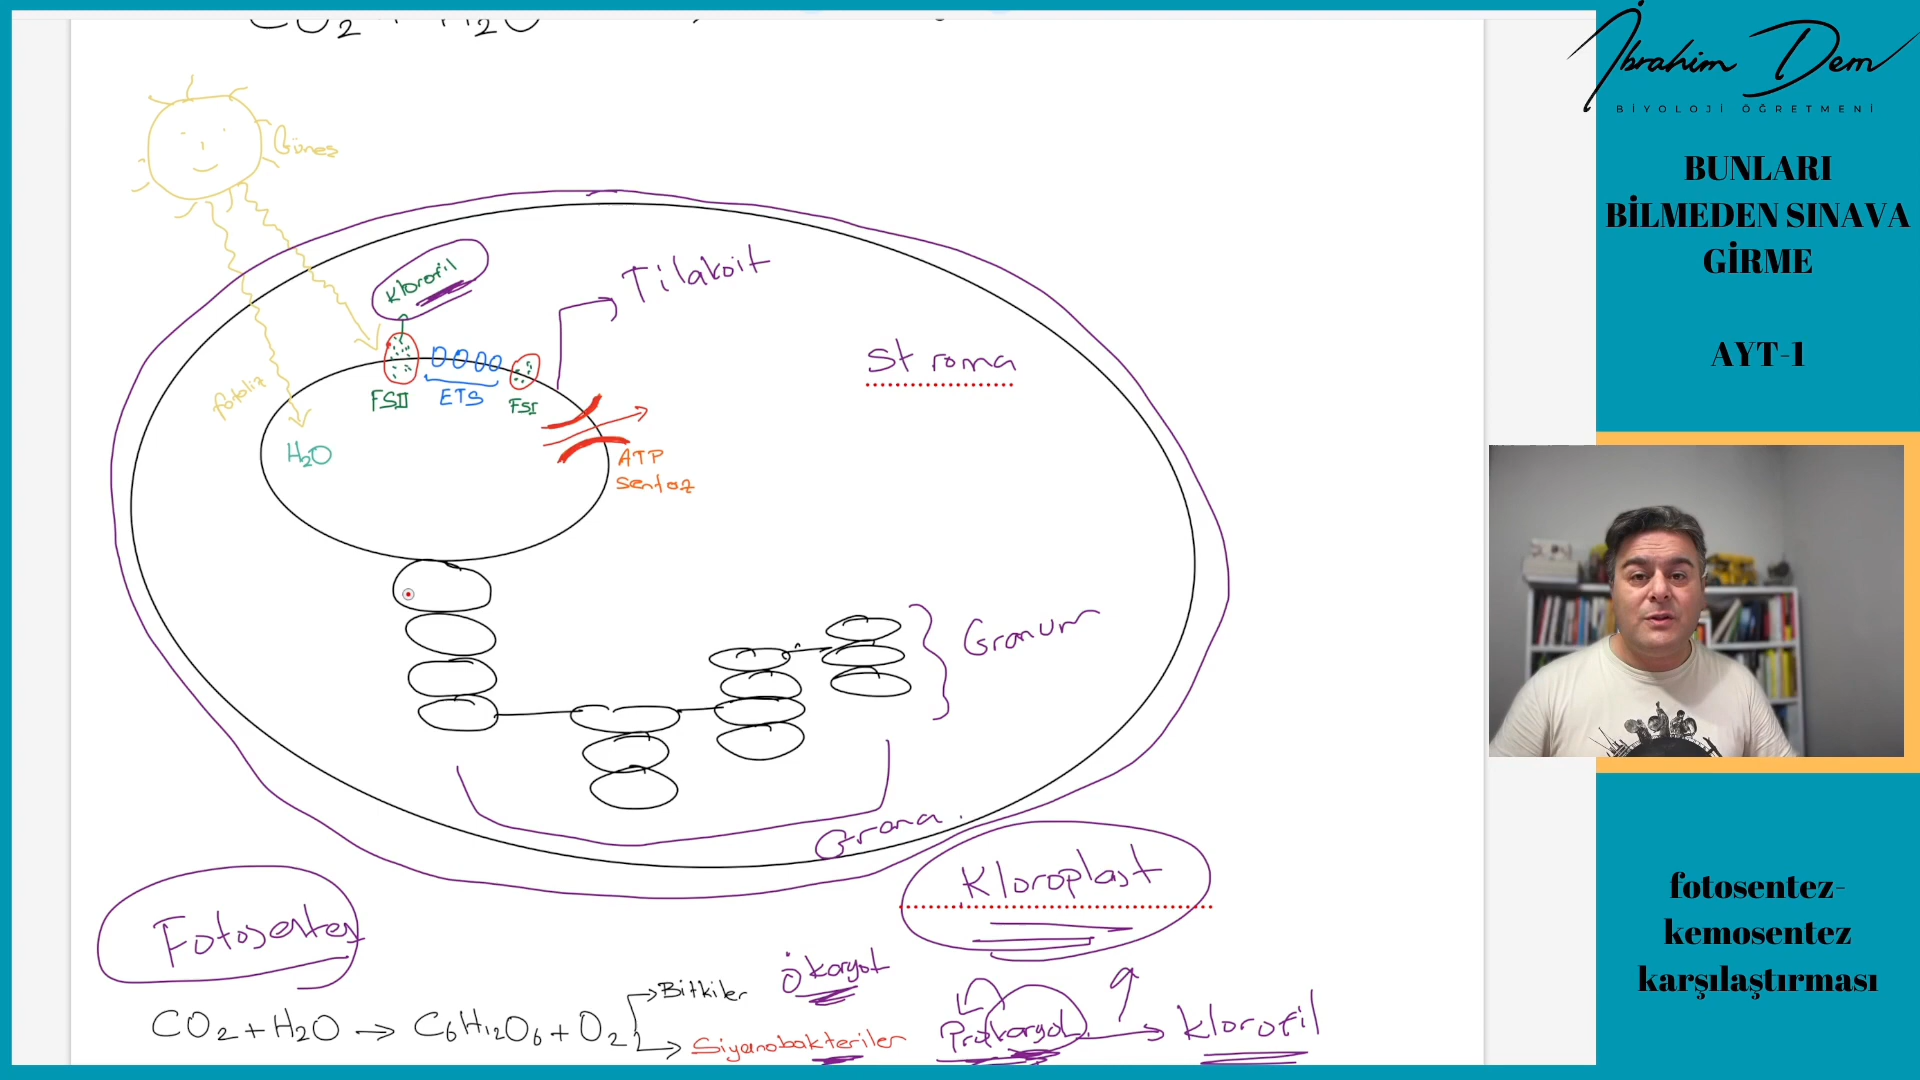 CO2 + H2O
Güneş
Klorofil
Tilakoit
Stroma
fotoliz
FSII
ETS
FSI
H2O
ATP
Sentaz
Granum
Grana
Kloroplast
Fotosentez
Bitkiler
Ökaryot
CO2 + H2O → C6H12O6 + O2
Siyanobakteriler
Prokaryot → Klorofil
İbrahim Dem
BİYOLOJİ ÖĞRETMENİ
BUNLARI
BİLMEDEN SINAVA
GİRME
AYT-1
fotosentez-
kemosentez
karşılaştırması